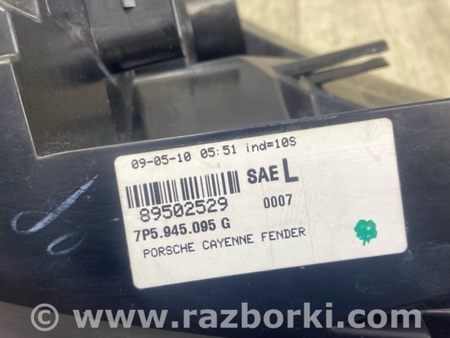 09-05-10 05:51 ind=10S
SAE L
89502529
0007
7P5.945.095 G
PORSCHE CAYENNE FENDER
www.razborki.com